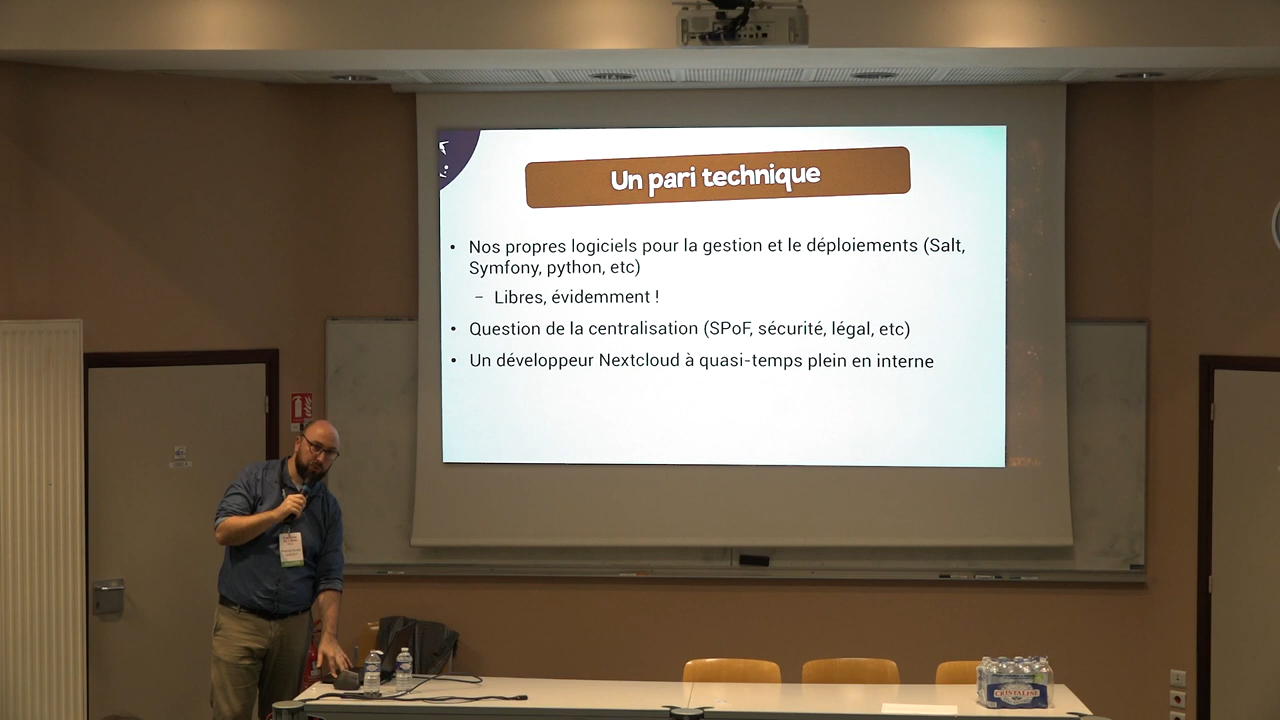 Un pari technique
• Nos propres logiciels pour la gestion et le déploiements (Salt,
Symfony, python, etc)
– Libres, évidemment !
• Question de la centralisation (SPoF, sécurité, légal, etc)
• Un développeur Nextcloud à quasi-temps plein en interne
CRISTALINE